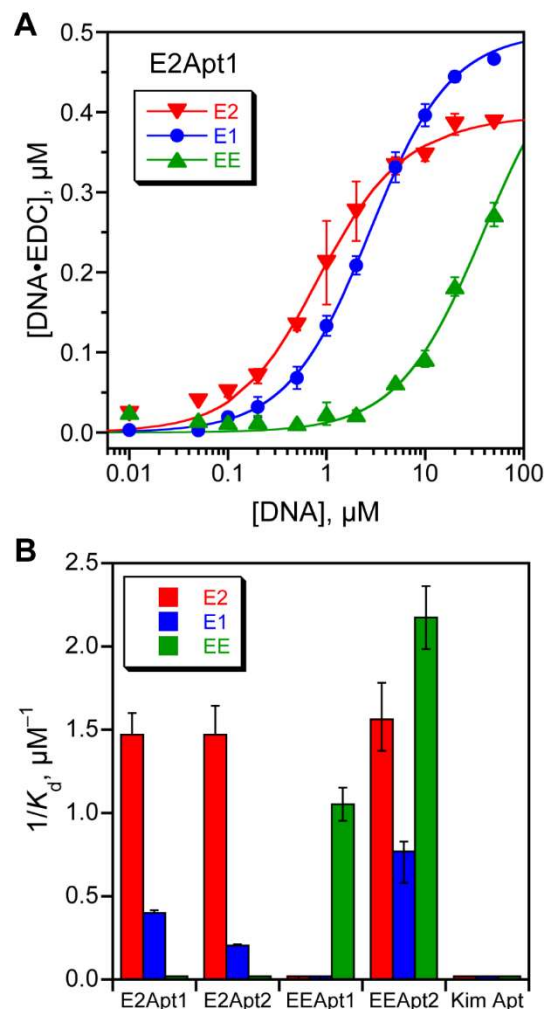 A
E2Apt1
E2
E1
EE
0.5
0.4
0.3
0.2
0.1
0.0
[DNA•EDC], µM
0.01
0.1
1
10
100
[DNA], µM
B
E2
E1
EE
2.5
2.0
1.5
1.0
0.5
0.0
1/Kd, µM⁻¹
E2Apt1 E2Apt2 EEApt1 EEApt2 Kim Apt